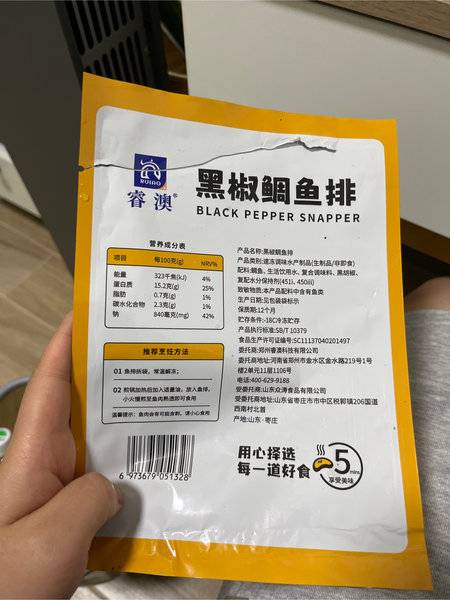 RUIAO
睿澳®
黑椒鲷鱼排
BLACK PEPPER SNAPPER
营养成分表
项目 每100克(g) NRV%
能量 323千焦(kJ) 4%
蛋白质 15.2克(g) 25%
脂肪 0.7克(g) 1%
碳水化合物 2.3克(g) 1%
钠 840毫克(mg) 42%
推荐烹饪方法
01 鱼排拆袋，常温解冻；
02 煎锅加热后加入适量油，放入鱼排，
小火慢煎至鱼肉熟透即可食用
温馨提示：鱼肉会有可能含刺，请小心食用
6 973679 051328
产品名称:黑椒鲷鱼排
产品类别:速冻调味水产制品(生制品/非即食)
配料:鲷鱼、生活饮用水、复合调味料、黑胡椒、
复配水分保持剂(451i、450iii)
致敏物质:本产品配料中含有鱼类
生产日期:见包装袋标示
保质期:12个月
贮存条件:-18℃冷冻贮存
产品执行标准:SB/T 10379
食品生产许可证编号:SC11137040201497
委托商:郑州睿澳科技有限公司
委托商地址:河南省郑州市金水区金水路219号1号
楼2单元11层1106号
电话:400-629-9188
受委托商:山东众涛食品有限公司
受委托商地址:山东省枣庄市市中区税郭镇206国道
西南村北首
产地:山东·枣庄
用心择选
每一道好食
5 mins
享受美味